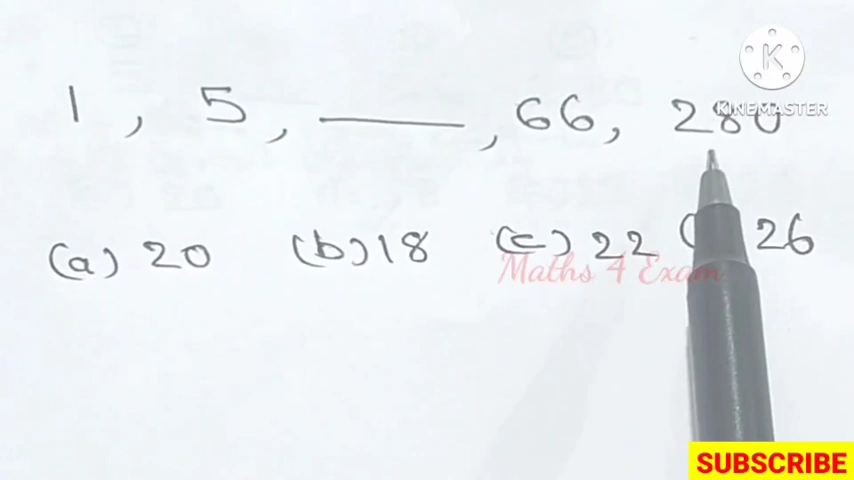 KINEMASTER
1, 5, ____, 66, 280
(a) 20 (b) 18 (c) 22 ( 26
Maths 4 Exam
SUBSCRIBE